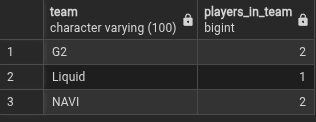 team
character varying (100)
players_in_team
bigint
1 G2 2
2 Liquid 1
3 NAVI 2